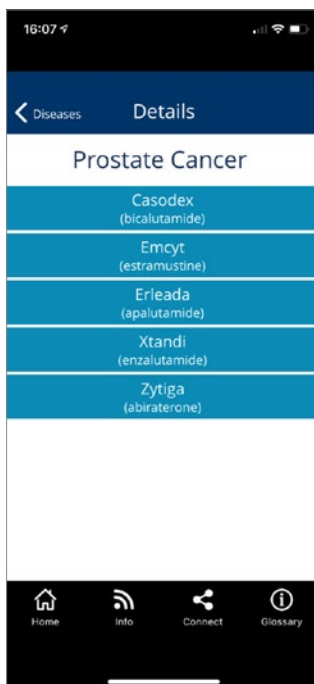 16:07
Diseases
Details
Prostate Cancer
Casodex
(bicalutamide)
Emcyt
(estramustine)
Erleada
(apalutamide)
Xtandi
(enzalutamide)
Zytiga
(abiraterone)
Home
Info
Connect
Glossary